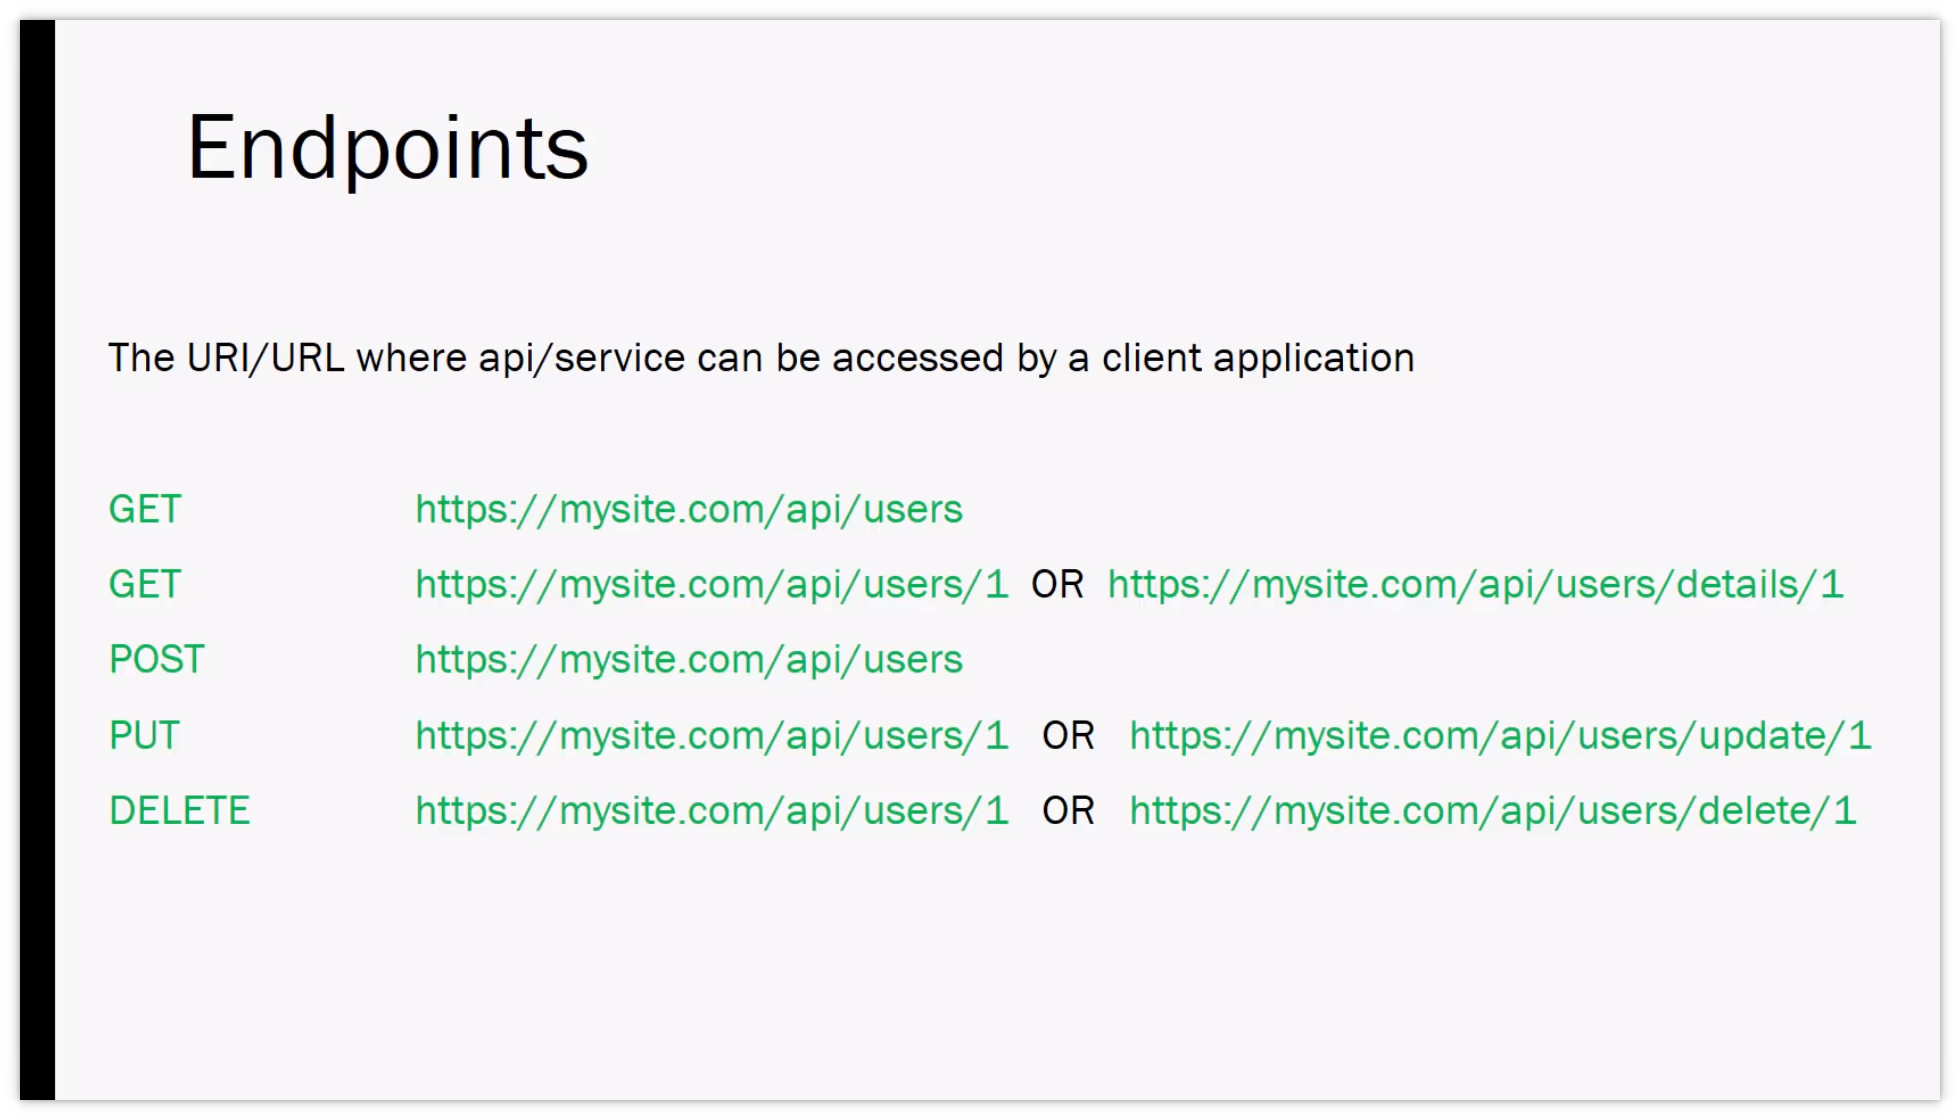 Endpoints
The URI/URL where api/service can be accessed by a client application
GET https://mysite.com/api/users
GET https://mysite.com/api/users/1 OR https://mysite.com/api/users/details/1
POST https://mysite.com/api/users
PUT https://mysite.com/api/users/1 OR https://mysite.com/api/users/update/1
DELETE https://mysite.com/api/users/1 OR https://mysite.com/api/users/delete/1